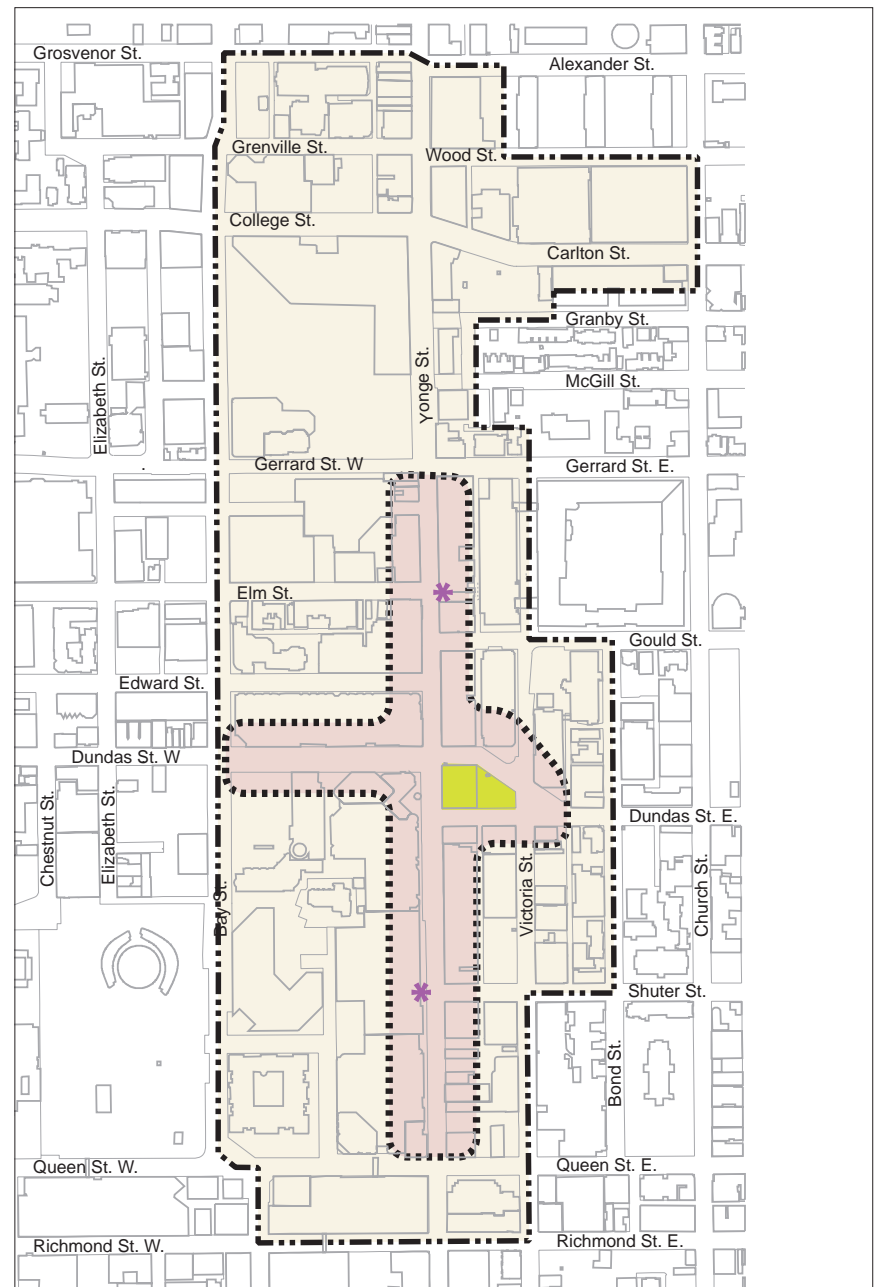 Grosvenor St.
Alexander St.
Grenville St.
Wood St.
College St.
Carlton St.
Granby St.
Yonge St.
McGill St.
Elizabeth St.
Gerrard St. W
Gerrard St. E.
Elm St.
Gould St.
Edward St.
Dundas St. W
Dundas St. E.
Chestnut St.
Elizabeth St.
Bay St.
Victoria St.
Church St.
Shuter St.
Bond St.
Queen St. W.
Queen St. E.
Richmond St. W.
Richmond St. E.